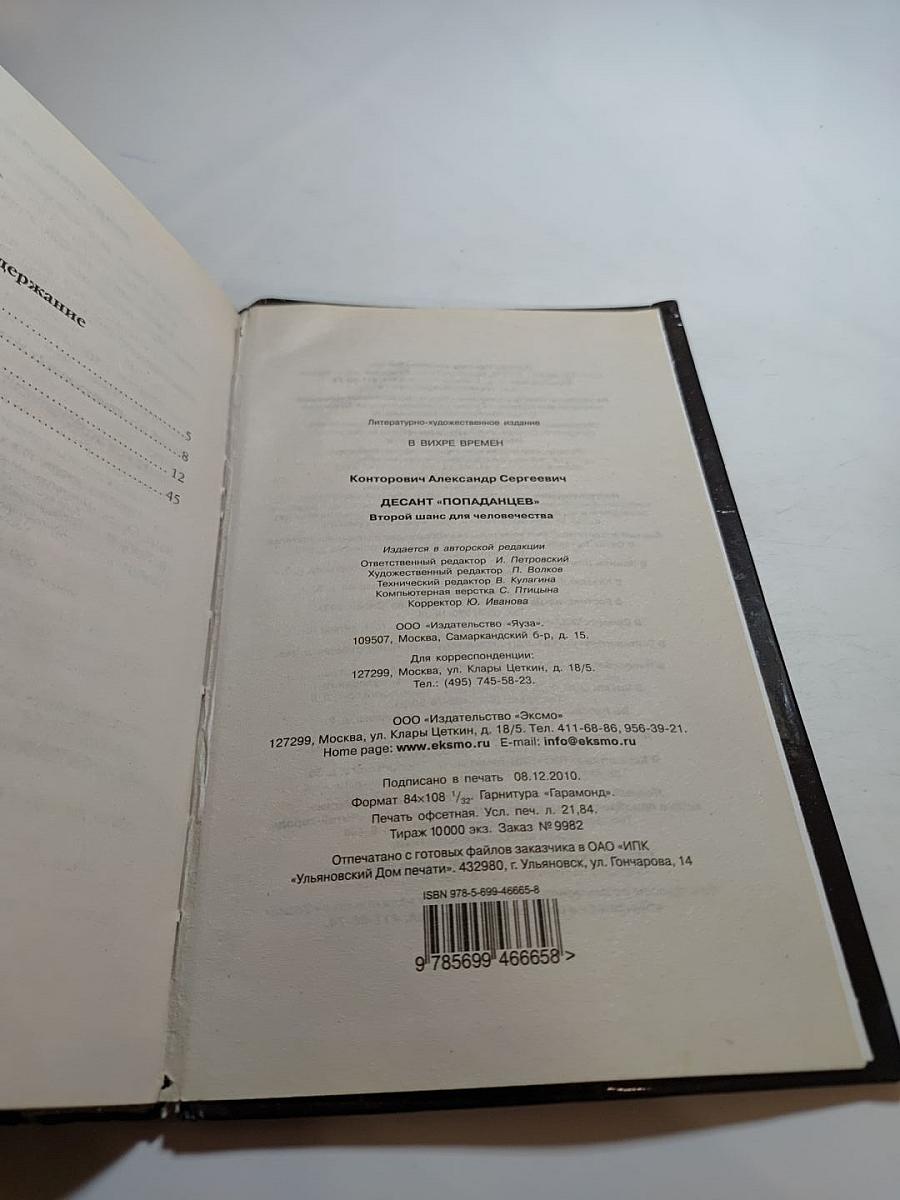 держание
5
8
12
45
Литературно-художественное издание
В ВИХРЕ ВРЕМЕН
Конторович Александр Сергеевич
ДЕСАНТ «ПОПАДАНЦЕВ»
Второй шанс для человечества
Издается в авторской редакции
Ответственный редактор И. Петровский
Художественный редактор П. Волков
Технический редактор В. Кулагина
Компьютерная верстка С. Птицына
Корректор Ю. Иванова
ООО «Издательство «Яуза».
109507, Москва, Самаркандский б-р, д. 15.
Для корреспонденции:
127299, Москва, ул. Клары Цеткин, д. 18/5.
Тел.: (495) 745-58-23.
ООО «Издательство «Эксмо»
127299, Москва, ул. Клары Цеткин, д. 18/5. Тел. 411-68-86, 956-39-21.
Home page: www.eksmo.ru E-mail: info@eksmo.ru
Подписано в печать 08.12.2010.
Формат 84×108 1/32. Гарнитура «Гарамонд».
Печать офсетная. Усл. печ. л. 21,84.
Тираж 10000 экз. Заказ № 9982
Отпечатано с готовых файлов заказчика в ОАО «ИПК
«Ульяновский Дом печати». 432980, г. Ульяновск, ул. Гончарова, 14
ISBN 978-5-699-46665-8
9 785699 466658 >